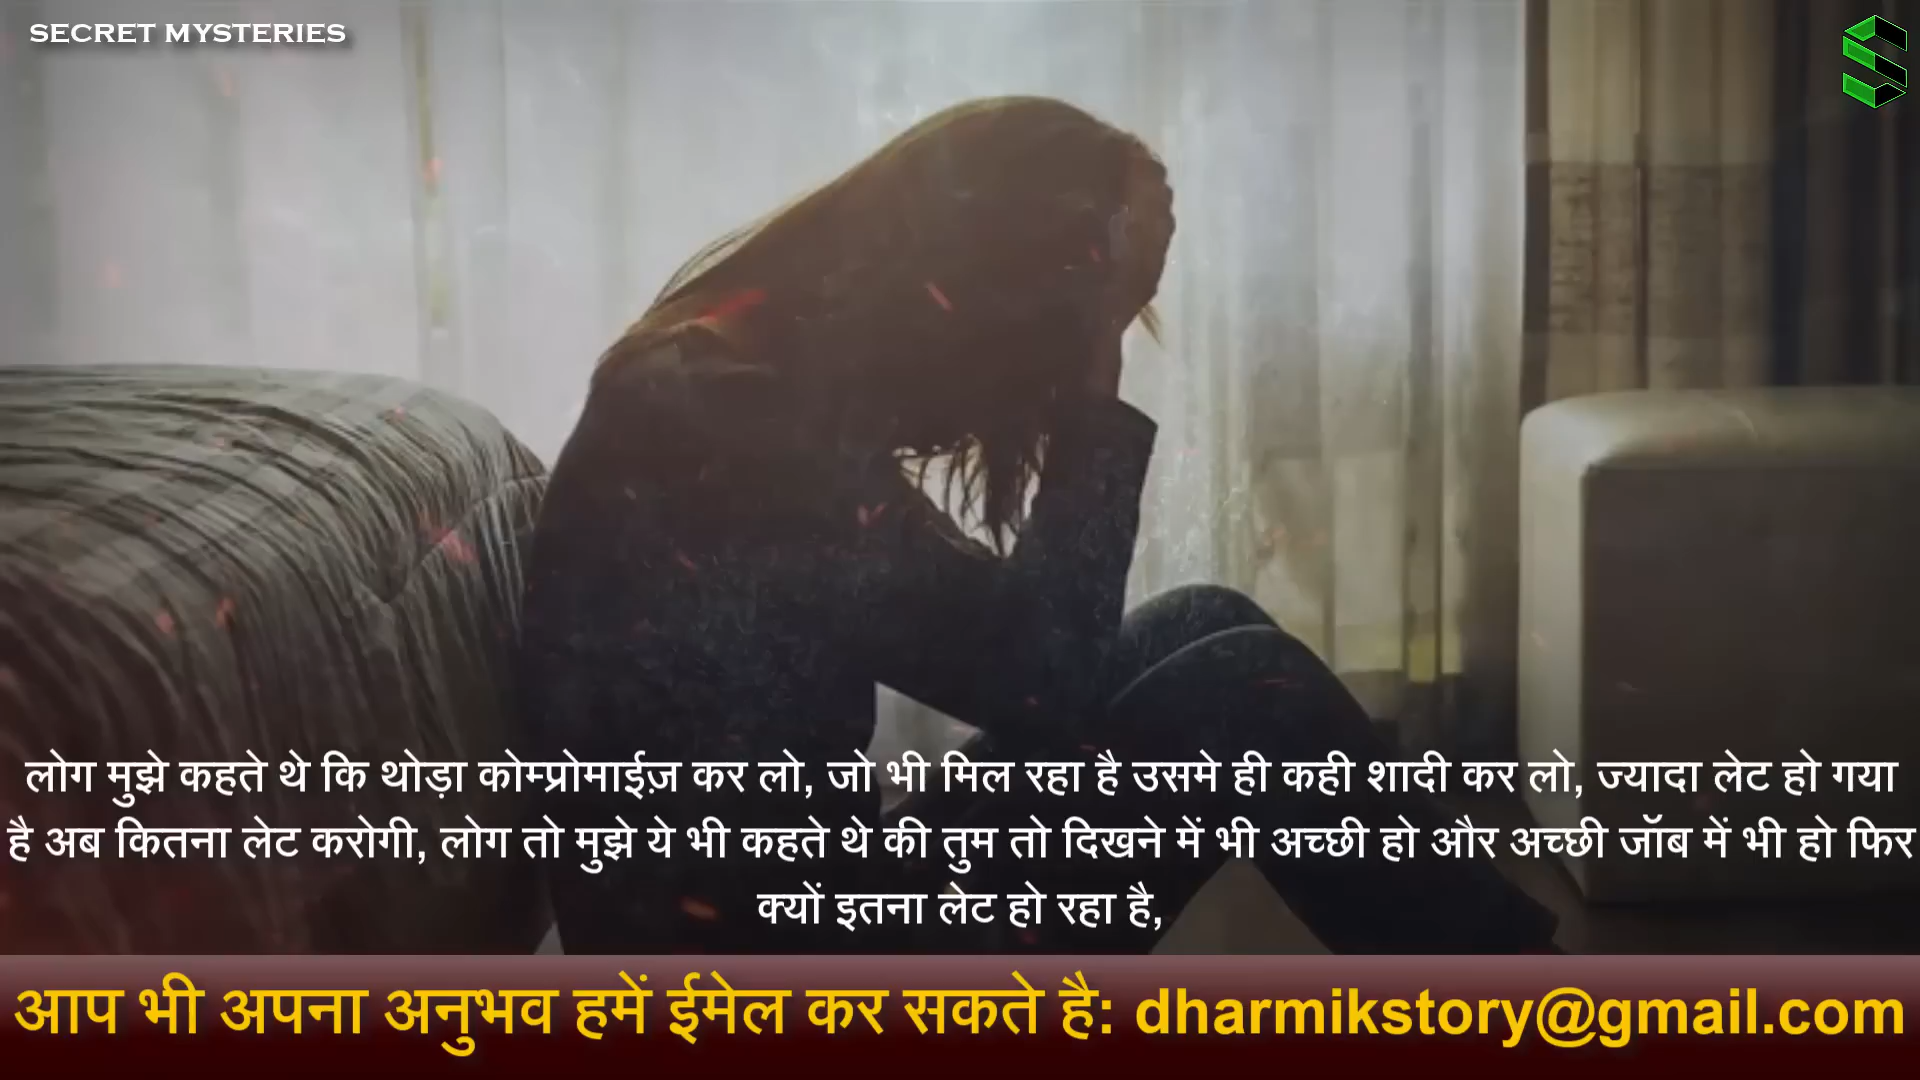 SECRET MYSTERIES
लोग मुझे कहते थे कि थोड़ा कोम्प्रोमाईज़ कर लो, जो भी मिल रहा है उसमे ही कही शादी कर लो, ज्यादा लेट हो गया
है अब कितना लेट करोगी, लोग तो मुझे ये भी कहते थे की तुम तो दिखने में भी अच्छी हो और अच्छी जॉब में भी हो फिर
क्यों इतना लेट हो रहा है,
आप भी अपना अनुभव हमें ईमेल कर सकते है: dharmikstory@gmail.com